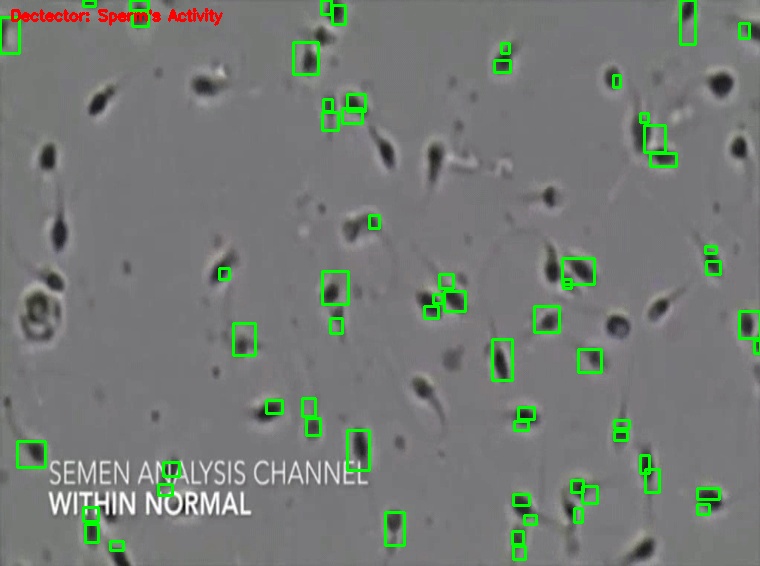 Dectector: Sperm's Activity
SEMEN ANALYSIS CHANNEL
WITHIN NORMAL